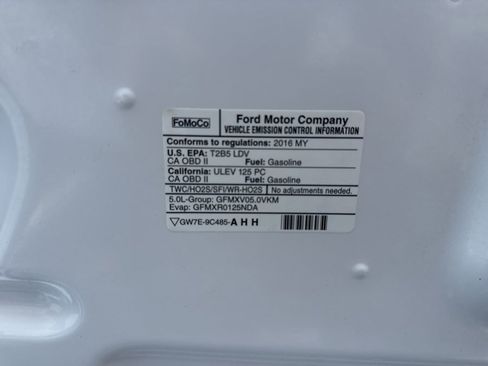 FoMoCo
Ford Motor Company
VEHICLE EMISSION CONTROL INFORMATION
Conforms to regulations: 2016 MY
U.S. EPA: T2B5 LDV
CA OBD II Fuel: Gasoline
California: ULEV 125 PC
CA OBD II Fuel: Gasoline
TWC/HO2S/SFI/WR-HO2S No adjustments needed.
5.0L-Group: GFMXV05.0VKM
Evap: GFMXR0125NDA
GW7E-9C485-AHH